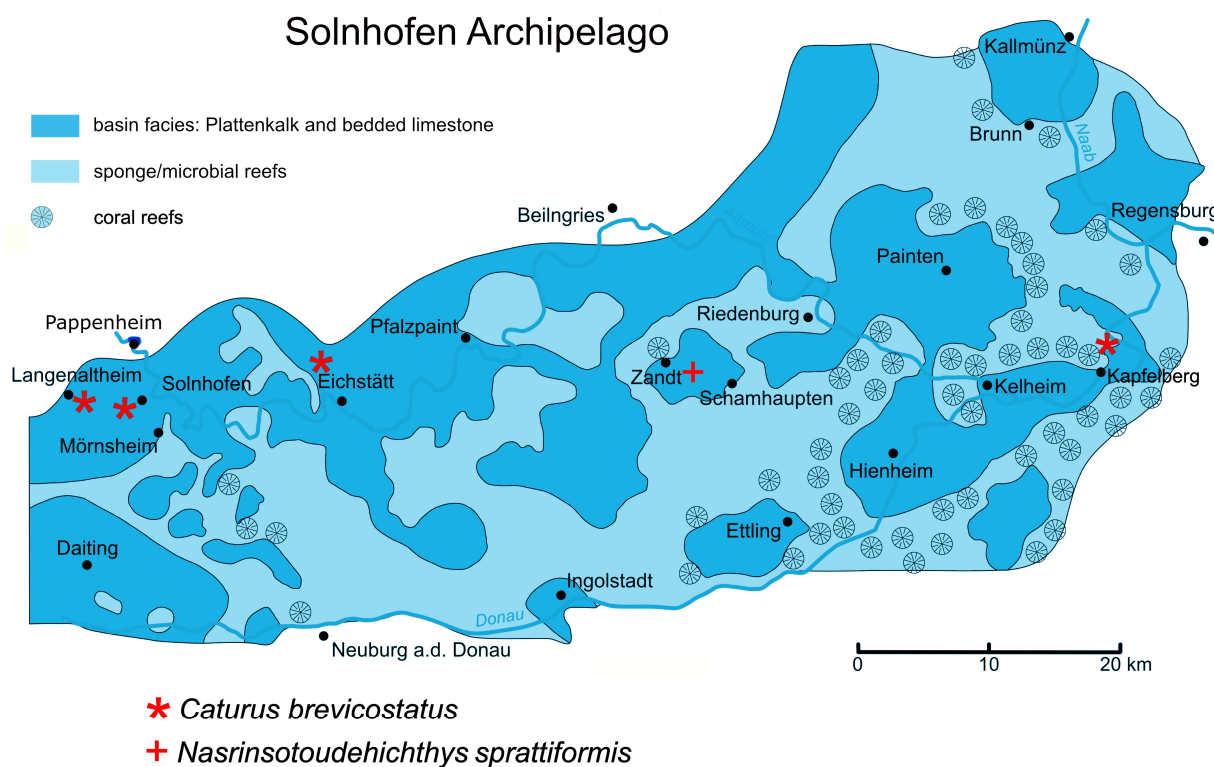 Solnhofen Archipelago
Kallmünz
basin facies: Plattenkalk and bedded limestone
Brunn
Naab
sponge/microbial reefs
coral reefs
Beilngries
Altmühl
Regensburg
Painten
Riedenburg
Pappenheim
Pfalzpaint
Langenaltheim
Solnhofen
Eichstätt
Zandt
Schamhaupten
Kelheim
Kapfelberg
Mörnsheim
Hienheim
Ettling
Daiting
Ingolstadt
Donau
Neuburg a.d. Donau
0 10 20 km
* Caturus brevicostatus
+ Nasrinsotoudehichthys sprattiformis